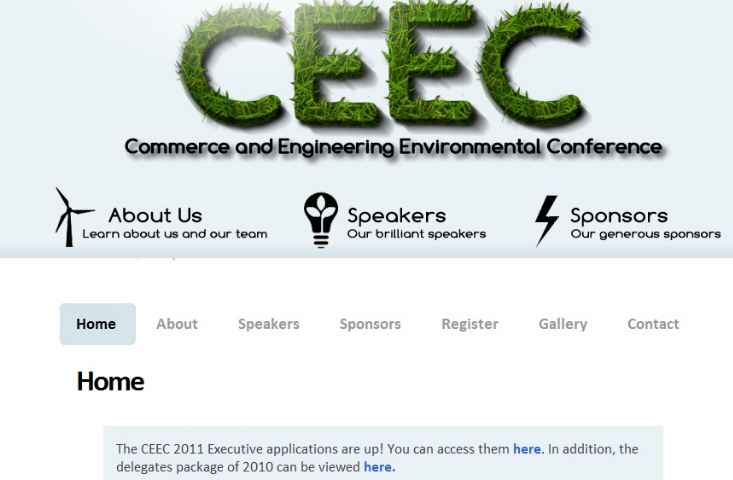 CEEC
Commerce and Engineering Environmental Conference
About Us
Learn about us and our team
Speakers
Our brilliant speakers
Sponsors
Our generous sponsors
Home About Speakers Sponsors Register Gallery Contact
Home
The CEEC 2011 Executive applications are up! You can access them here. In addition, the
delegates package of 2010 can be viewed here.